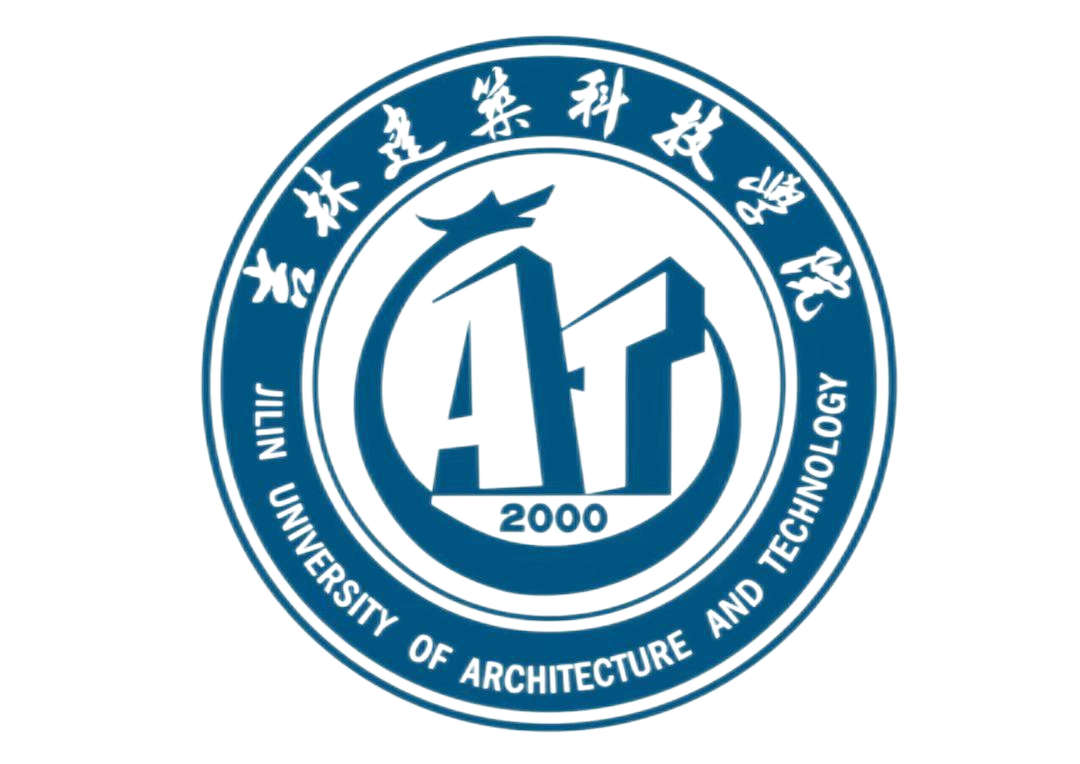 吉林建築科技學院
AT
2000
JILIN UNIVERSITY OF ARCHITECTURE AND TECHNOLOGY